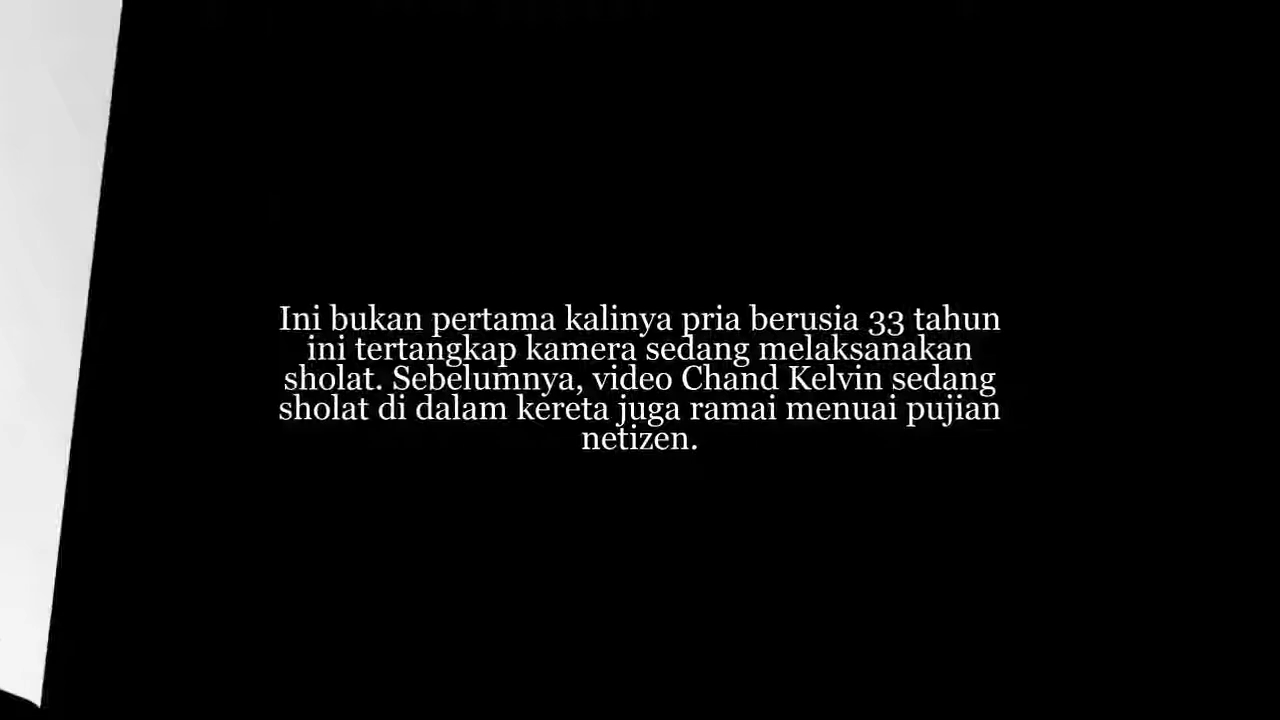 Ini bukan pertama kalinya pria berusia 33 tahun
ini tertangkap kamera sedang melaksanakan
sholat. Sebelumnya, video Chand Kelvin sedang
sholat di dalam kereta juga ramai menuai pujian
netizen.